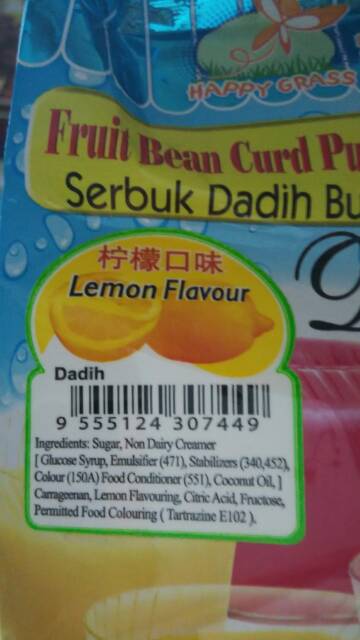 HAPPY GRASS
Fruit Bean Curd
Serbuk Dadih
柠檬口味
Lemon Flavour
Dadih
9 555124 307449
Ingredients: Sugar, Non Dairy Creamer
[ Glucose Syrup, Emulsifier (471), Stabilizers (340,452),
Colour (150A) Food Conditioner (551), Coconut Oil, ]
Carrageenan, Lemon Flavouring, Citric Acid, Fructose,
Permitted Food Colouring ( Tartrazine E102 ).